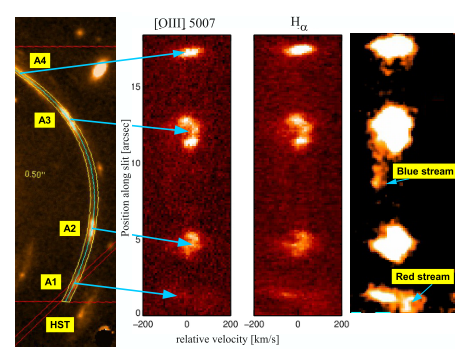 [OIII] 5007
Hα
A4
A3
0.50"
A2
A1
HST
Position along slit [arcsec]
15
10
5
0
Blue stream
Red stream
−200
0
200
−200
0
200
relative velocity [km/s]